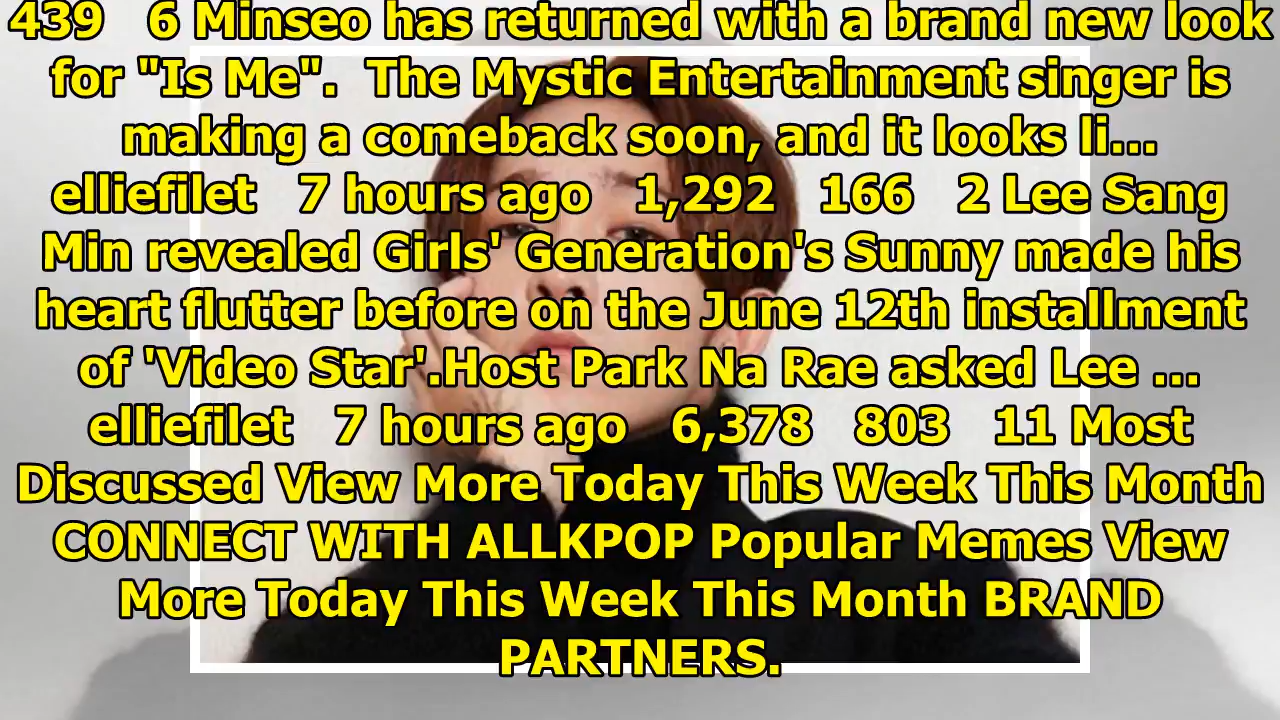 439   6 Minseo has returned with a brand new look
for "Is Me".  The Mystic Entertainment singer is
making a comeback soon, and it looks li...
elliefilet   7 hours ago   1,292   166   2 Lee Sang
Min revealed Girls' Generation's Sunny made his
heart flutter before on the June 12th installment
of 'Video Star'.Host Park Na Rae asked Lee ...
elliefilet   7 hours ago   6,378   803   11 Most
Discussed View More Today This Week This Month
CONNECT WITH ALLKPOP Popular Memes View
More Today This Week This Month BRAND
PARTNERS.